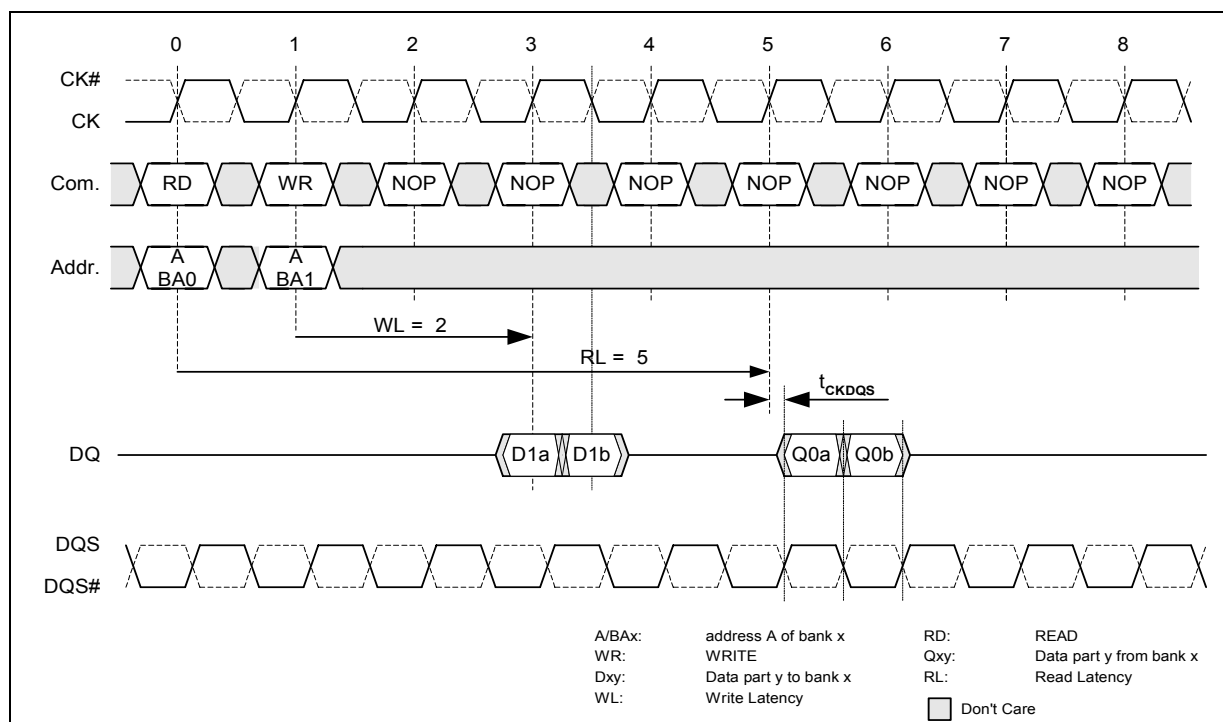 0 1 2 3 4 5 6 7 8
CK#
CK
Com. RD WR NOP NOP NOP NOP NOP NOP NOP
Addr. A BA0 A BA1
WL = 2
RL = 5
tCKDQS
DQ D1a D1b Q0a Q0b
DQS
DQS#
A/BAx: address A of bank x RD: READ
WR: WRITE Qxy: Data part y from bank x
Dxy: Data part y to bank x RL: Read Latency
WL: Write Latency
Don't Care